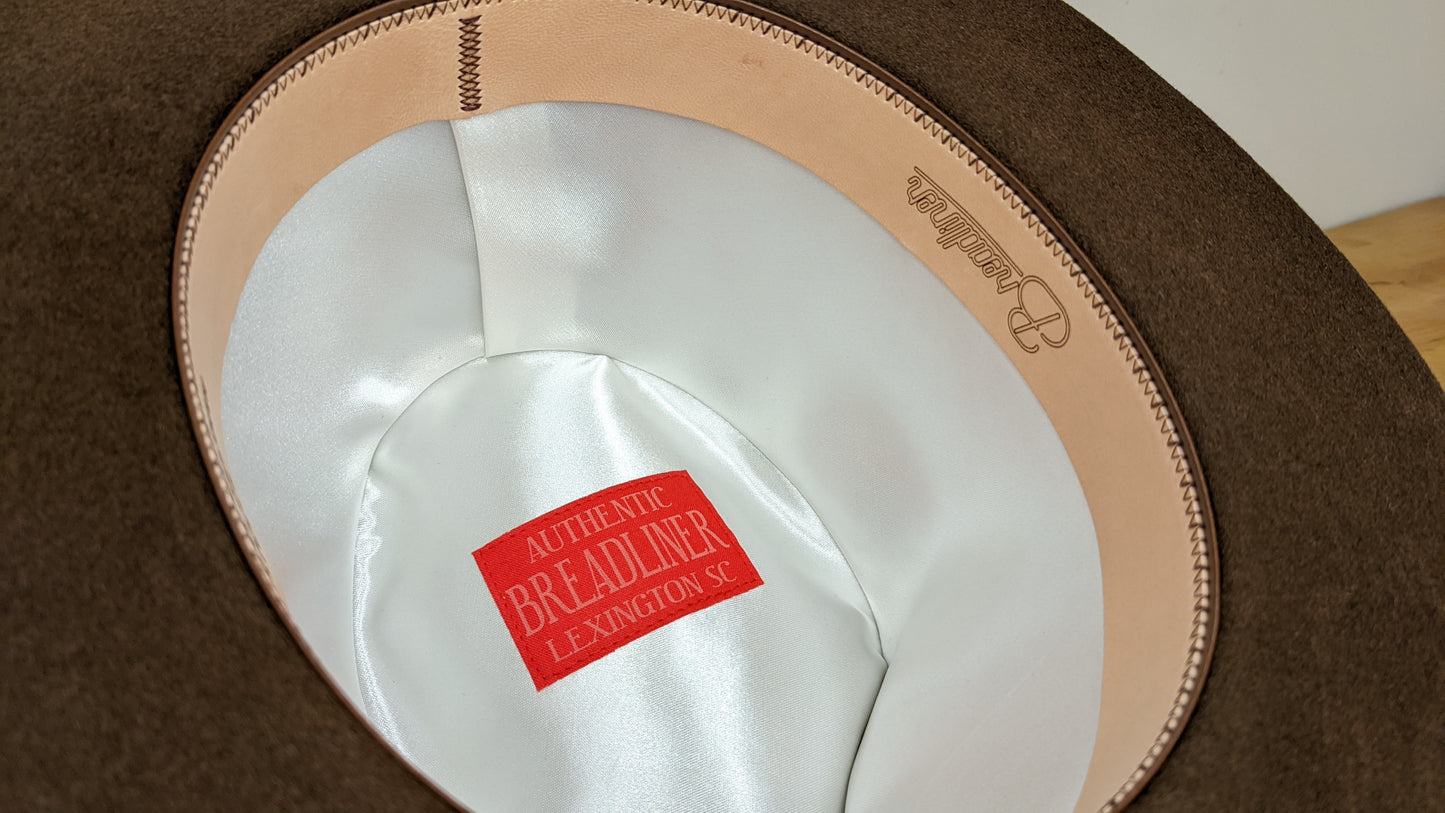 AUTHENTIC
BREADLINER
LEXINGTON SC
Breadliner